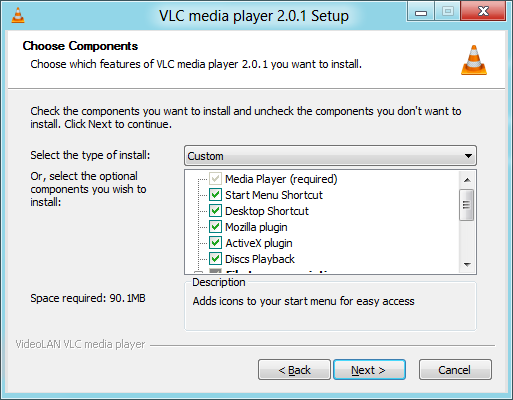 VLC media player 2.0.1 Setup
Choose Components
Choose which features of VLC media player 2.0.1 you want to install.
Check the components you want to install and uncheck the components you don't want to
install. Click Next to continue.
Select the type of install:
Custom
Or, select the optional
components you wish to
install:
Media Player (required)
Start Menu Shortcut
Desktop Shortcut
Mozilla plugin
ActiveX plugin
Discs Playback
Space required: 90.1MB
Description
Adds icons to your start menu for easy access
VideoLAN VLC media player
< Back
Next >
Cancel